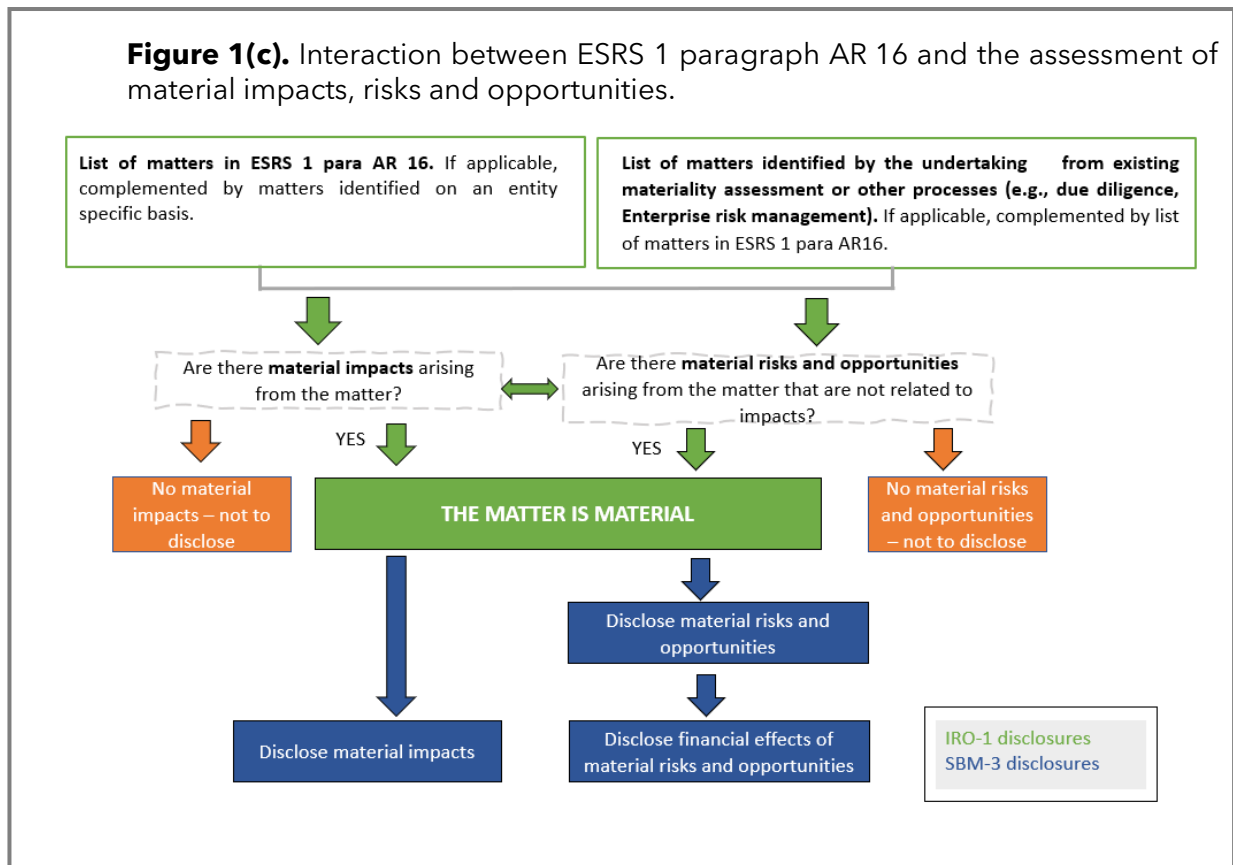 Figure 1(c). Interaction between ESRS 1 paragraph AR 16 and the assessment of
material impacts, risks and opportunities.
List of matters in ESRS 1 para AR 16. If applicable,
complemented by matters identified on an entity
specific basis.
List of matters identified by the undertaking from existing
materiality assessment or other processes (e.g., due diligence,
Enterprise risk management). If applicable, complemented by list
of matters in ESRS 1 para AR16.
Are there material impacts arising
from the matter?
Are there material risks and opportunities
arising from the matter that are not related to
impacts?
YES
YES
No material
impacts – not to
disclose
THE MATTER IS MATERIAL
No material risks
and opportunities
– not to disclose
Disclose material risks and
opportunities
Disclose material impacts
Disclose financial effects of
material risks and opportunities
IRO-1 disclosures
SBM-3 disclosures